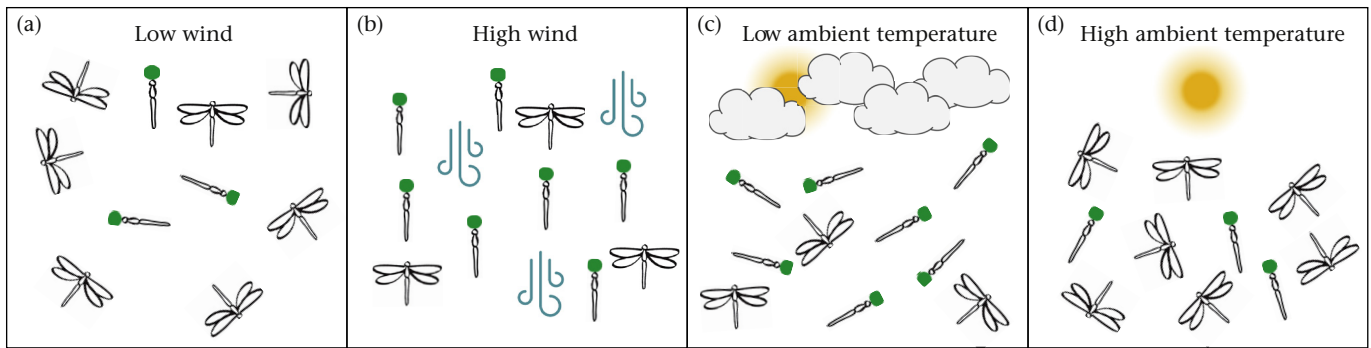 (a) Low wind
(b) High wind
(c) Low ambient temperature
(d) High ambient temperature